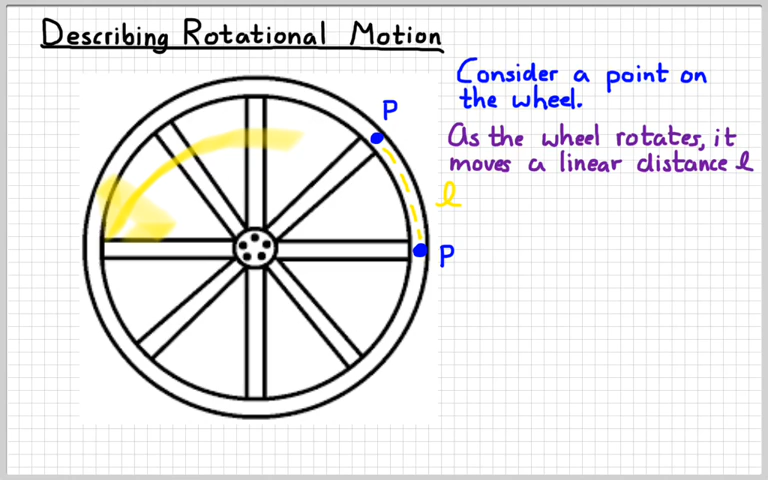 Describing Rotational Motion
Consider a point on
the wheel.
P
As the wheel rotates, it
moves a linear distance l
l
P